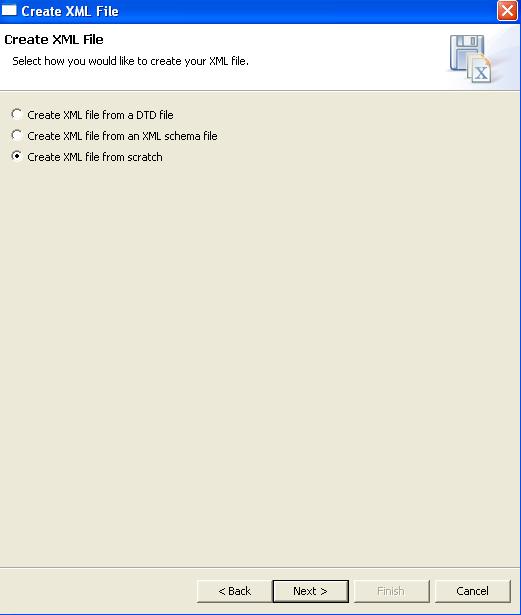 Create XML File
Create XML File
Select how you would like to create your XML file.
X
Create XML file from a DTD file
Create XML file from an XML schema file
Create XML file from scratch
< Back
Next >
Finish
Cancel